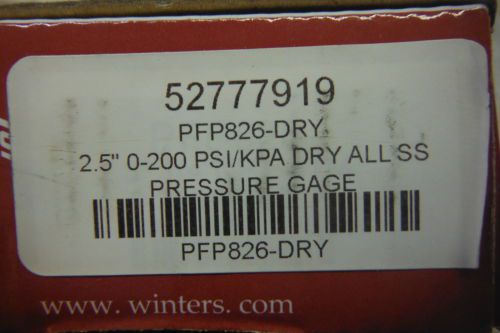 52777919
PFP826-DRY
2.5" 0-200 PSI/KPA DRY ALL SS
PRESSURE GAGE
PFP826-DRY
www. winters. com